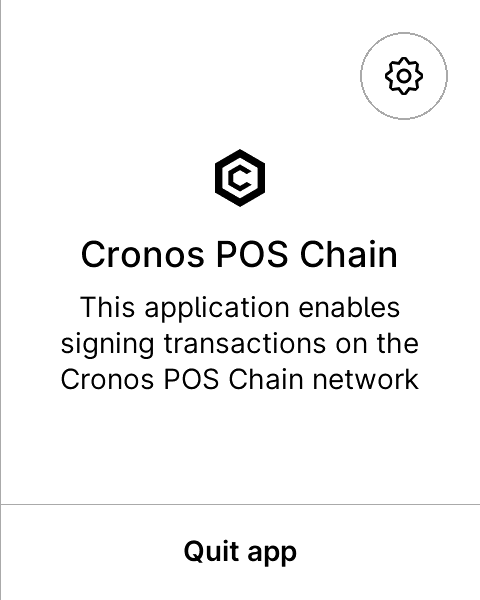 Cronos POS Chain
This application enables
signing transactions on the
Cronos POS Chain network
Quit app